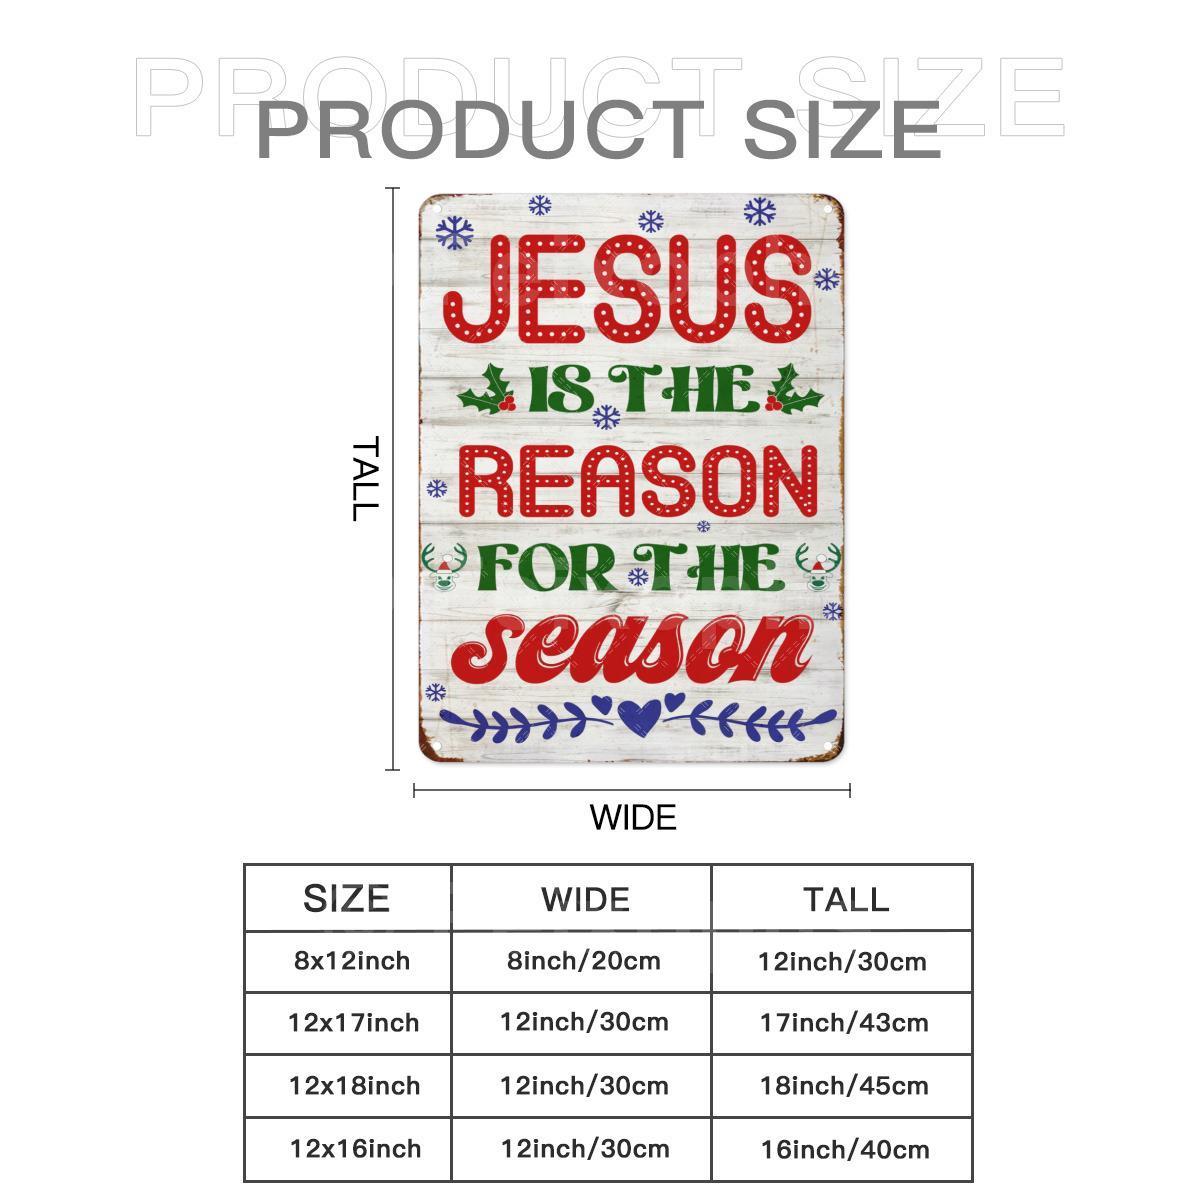 PRODUCT SIZE
PRODUCT SIZE
TALL
JESUS
IS THE
REASON
FOR THE
season
WIDE
SIZE WIDE TALL
8x12inch 8inch/20cm 12inch/30cm
12x17inch 12inch/30cm 17inch/43cm
12x18inch 12inch/30cm 18inch/45cm
12x16inch 12inch/30cm 16inch/40cm